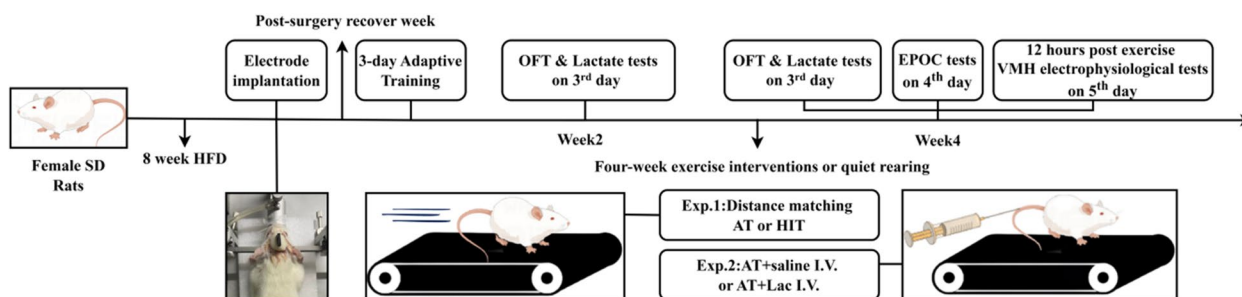 Post-surgery recover week
Electrode
implantation
3-day Adaptive
Training
OFT & Lactate tests
on 3rd day
OFT & Lactate tests
on 3rd day
EPOC tests
on 4th day
12 hours post exercise
VMH electrophysiological tests
on 5th day
Female SD
Rats
8 week HFD
Week2
Week4
Four-week exercise interventions or quiet rearing
Exp.1:Distance matching
AT or HIT
Exp.2:AT+saline I.V.
or AT+Lac I.V.